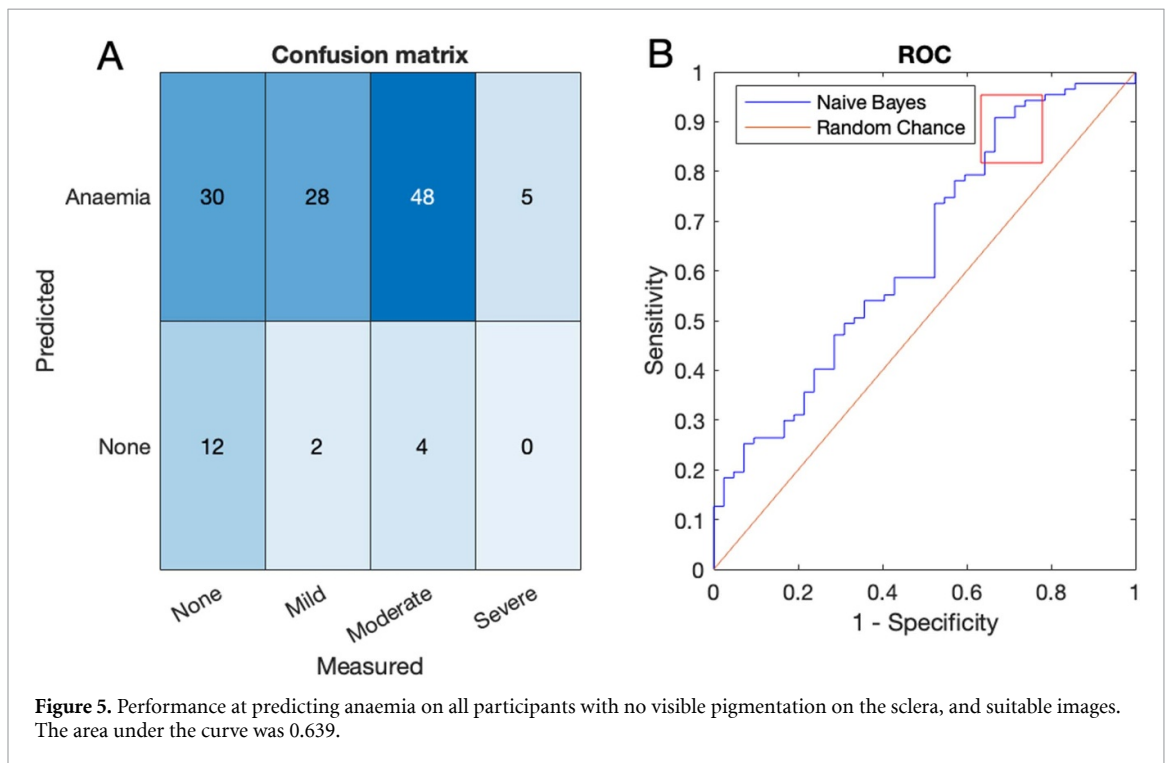 A
Confusion matrix
Predicted
Anaemia
30 28 48 5
None
12 2 4 0
None Mild Moderate Severe
Measured
B
ROC
Naive Bayes
Random Chance
Sensitivity
1
0.9
0.8
0.7
0.6
0.5
0.4
0.3
0.2
0.1
0
0 0.2 0.4 0.6 0.8 1
1 - Specificity
Figure 5. Performance at predicting anaemia on all participants with no visible pigmentation on the sclera, and suitable images.
The area under the curve was 0.639.